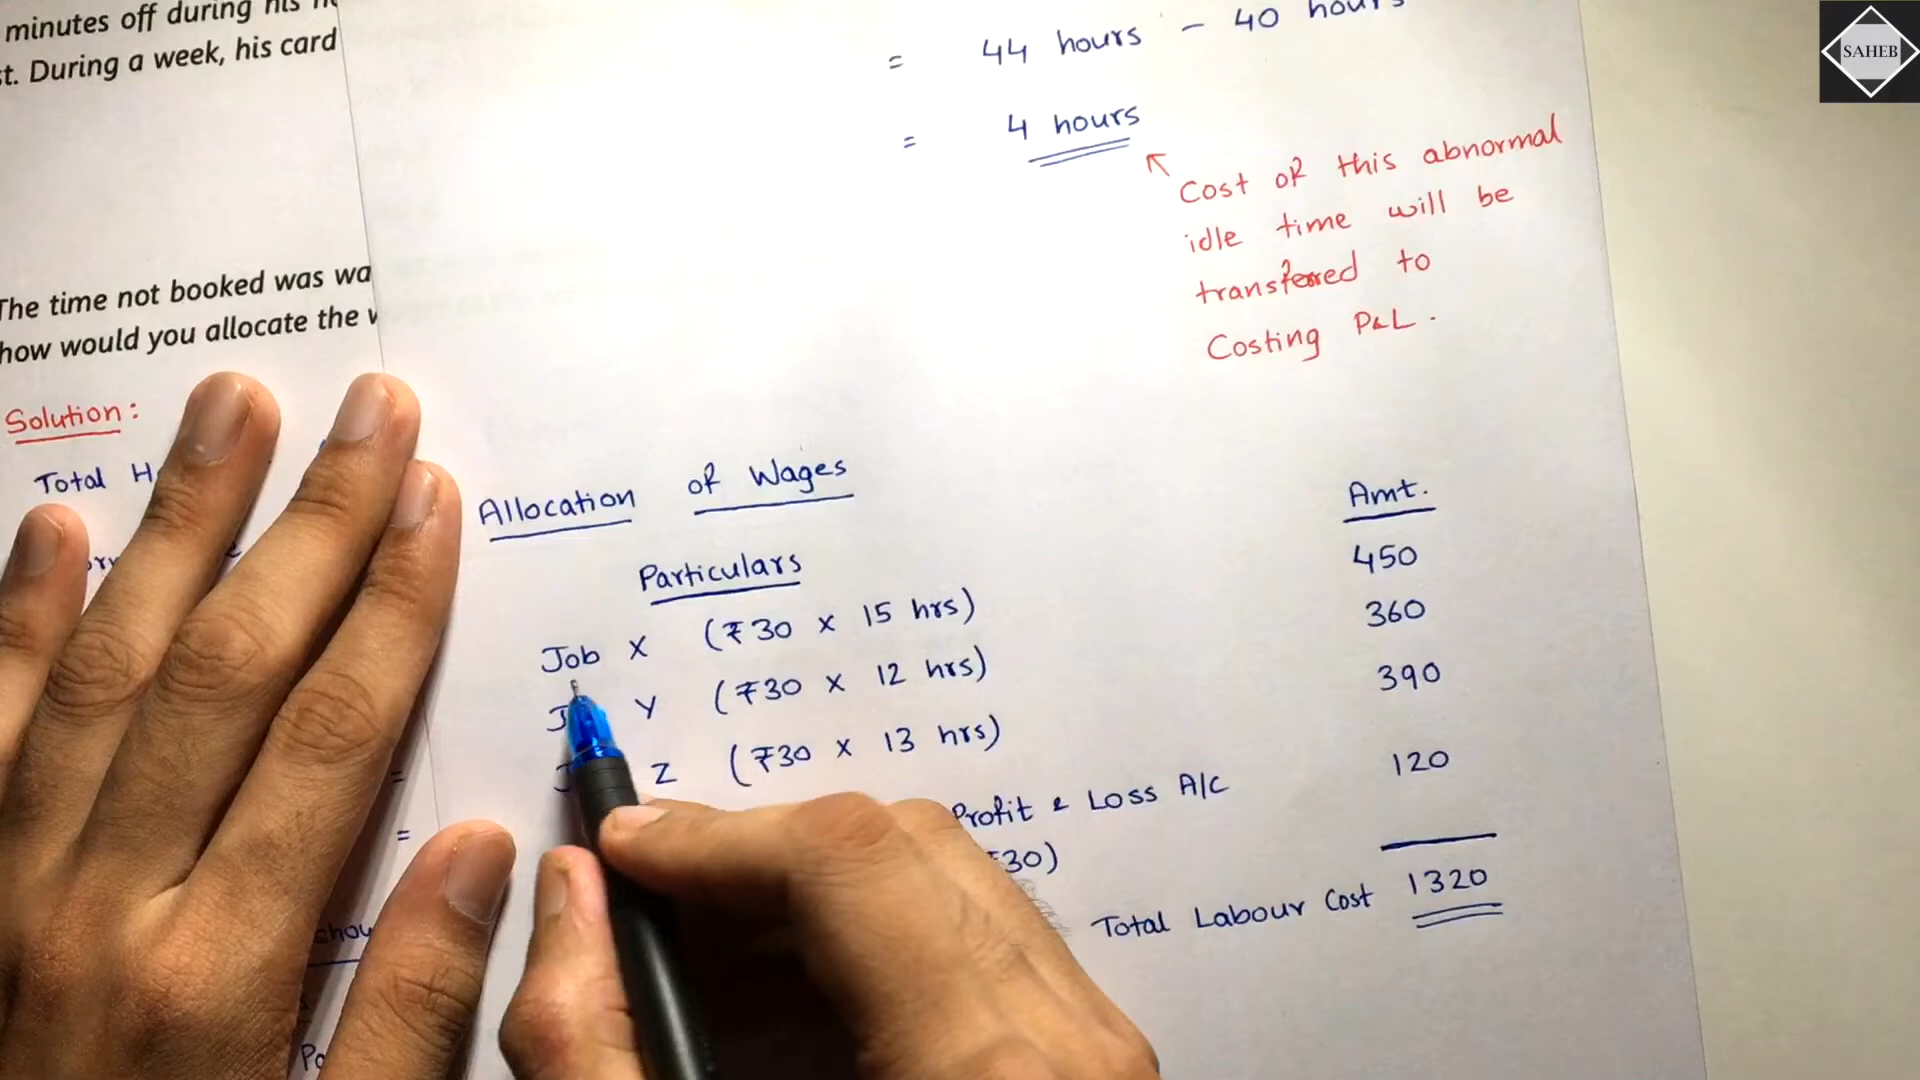 minutes off during his
st. During a week, his card
The time not booked was wa
how would you allocate the
Solution:
Total
= 44 hours - 40 hours
= 4 hours
Cost of this abnormal
idle time will be
transfered to
Costing P&L.
Allocation of Wages
Particulars Amt.
Job X (₹30 x 15 hrs) 450
Y (₹30 x 12 hrs) 360
Z (₹30 x 13 hrs) 390
Profit & Loss A/C 120
₹30)
Total Labour Cost 1320
=
=
SAHEB